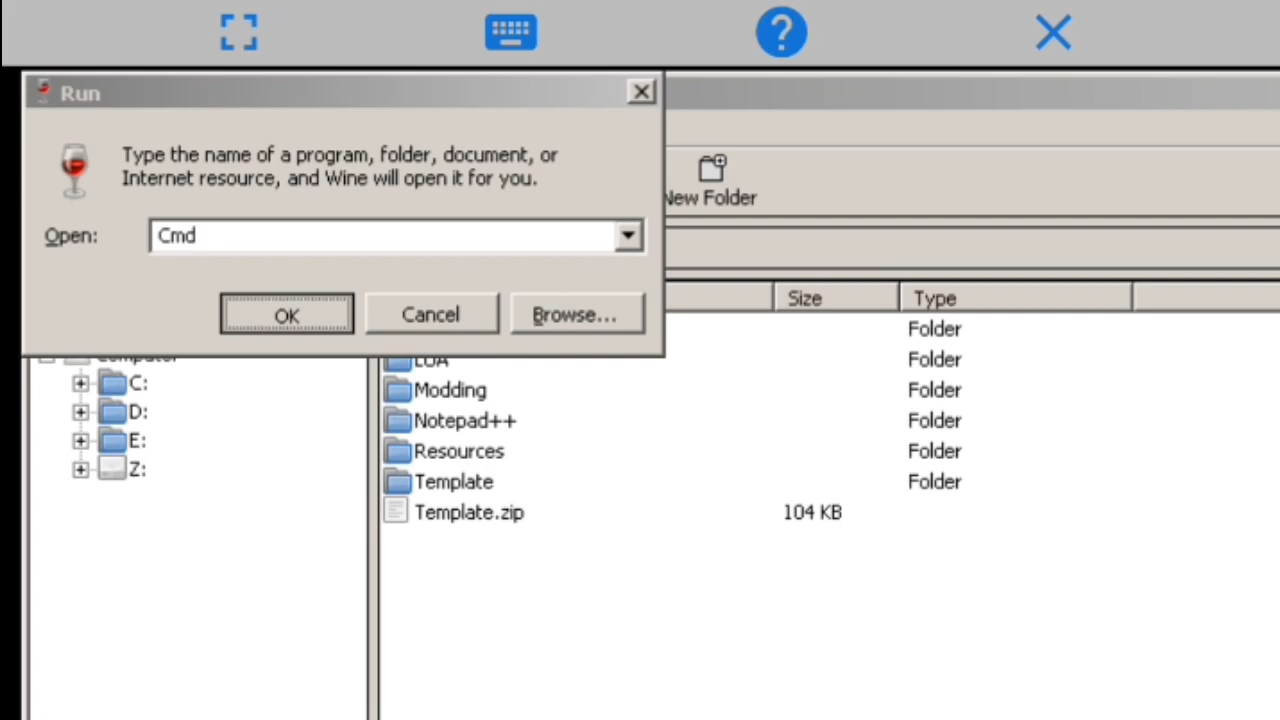 Run
Type the name of a program, folder, document, or
Internet resource, and Wine will open it for you.
Open:
Cmd
OK
Cancel
Browse...
New Folder
Size
Type
Folder
Computer
LUA
Folder
C:
Modding
Folder
D:
Notepad++
Folder
E:
Resources
Folder
Z:
Template
Folder
Template.zip
104 KB